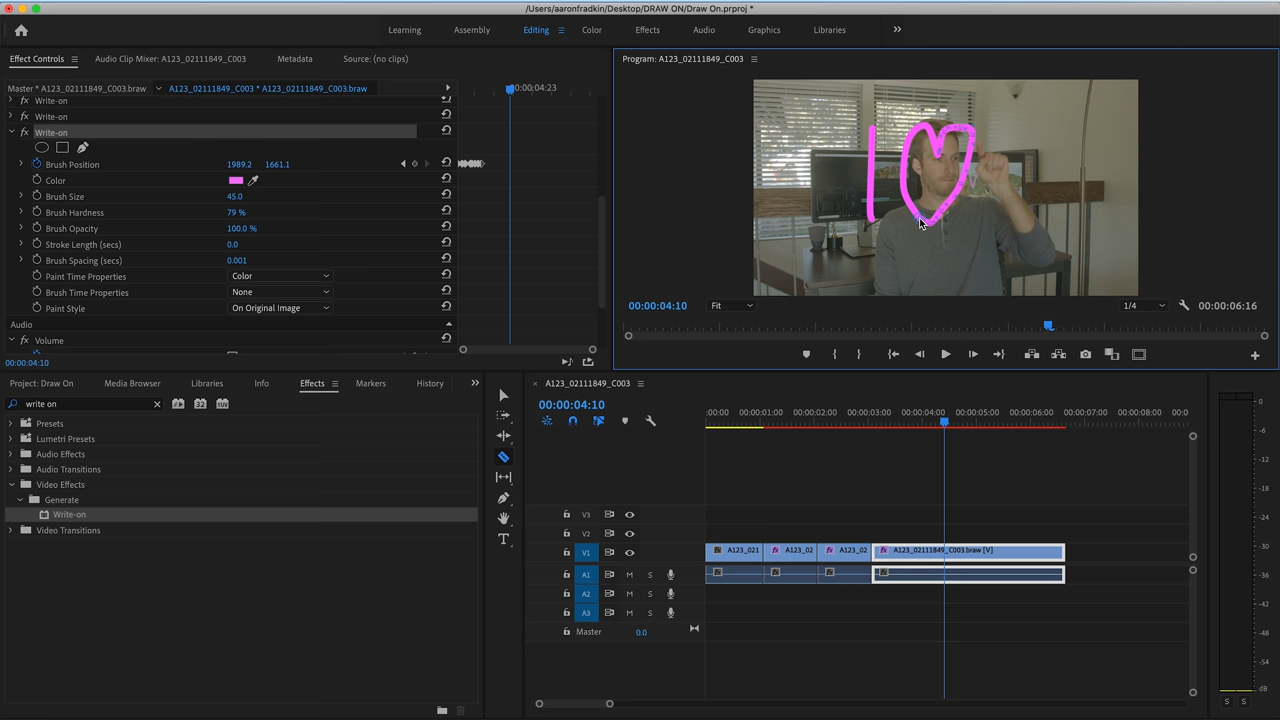 /Users/aaronfradkin/Desktop/DRAW ON/Draw On.prproj *
Learning Assembly Editing Color Effects Audio Graphics Libraries
Effect Controls Audio Clip Mixer: A123_02111849_C003 Metadata Source: (no clips)
Program: A123_02111849_C003
Master * A123_02111849_C003.braw A123_02111849_C003 * A123_02111849_C003.braw
00:00:04:23
fx Write-on
fx Write-on
fx Write-on
Brush Position 1989.2 1661.1
Color
Brush Size 45.0
Brush Hardness 79 %
Brush Opacity 100.0 %
Stroke Length (secs) 0.0
Brush Spacing (secs) 0.001
Paint Time Properties Color
Brush Time Properties None
Paint Style On Original Image
Audio
fx Volume
00:00:04:10
I
00:00:04:10 Fit 1/4 00:00:06:16
Project: Draw On Media Browser Libraries Info Effects Markers History
write on
32 YUV
Presets
Lumetri Presets
Audio Effects
Audio Transitions
Video Effects
Generate
Write-on
Video Transitions
A123_02111849_C003
00:00:04:10
:00:00 00:00:01:00 00:00:02:00 00:00:03:00 00:00:04:00 00:00:05:00 00:00:06:00 00:00:07:00 00:00:08:00 00:0
V3
V2
V1
A123_021 A123_02 A123_02 A123_02111849_C003.braw [V]
A1 M S
A2 M S
A3 M S
Master 0.0
0
-6
-12
-18
-24
-30
-36
-42
-48
-54
dB
S S